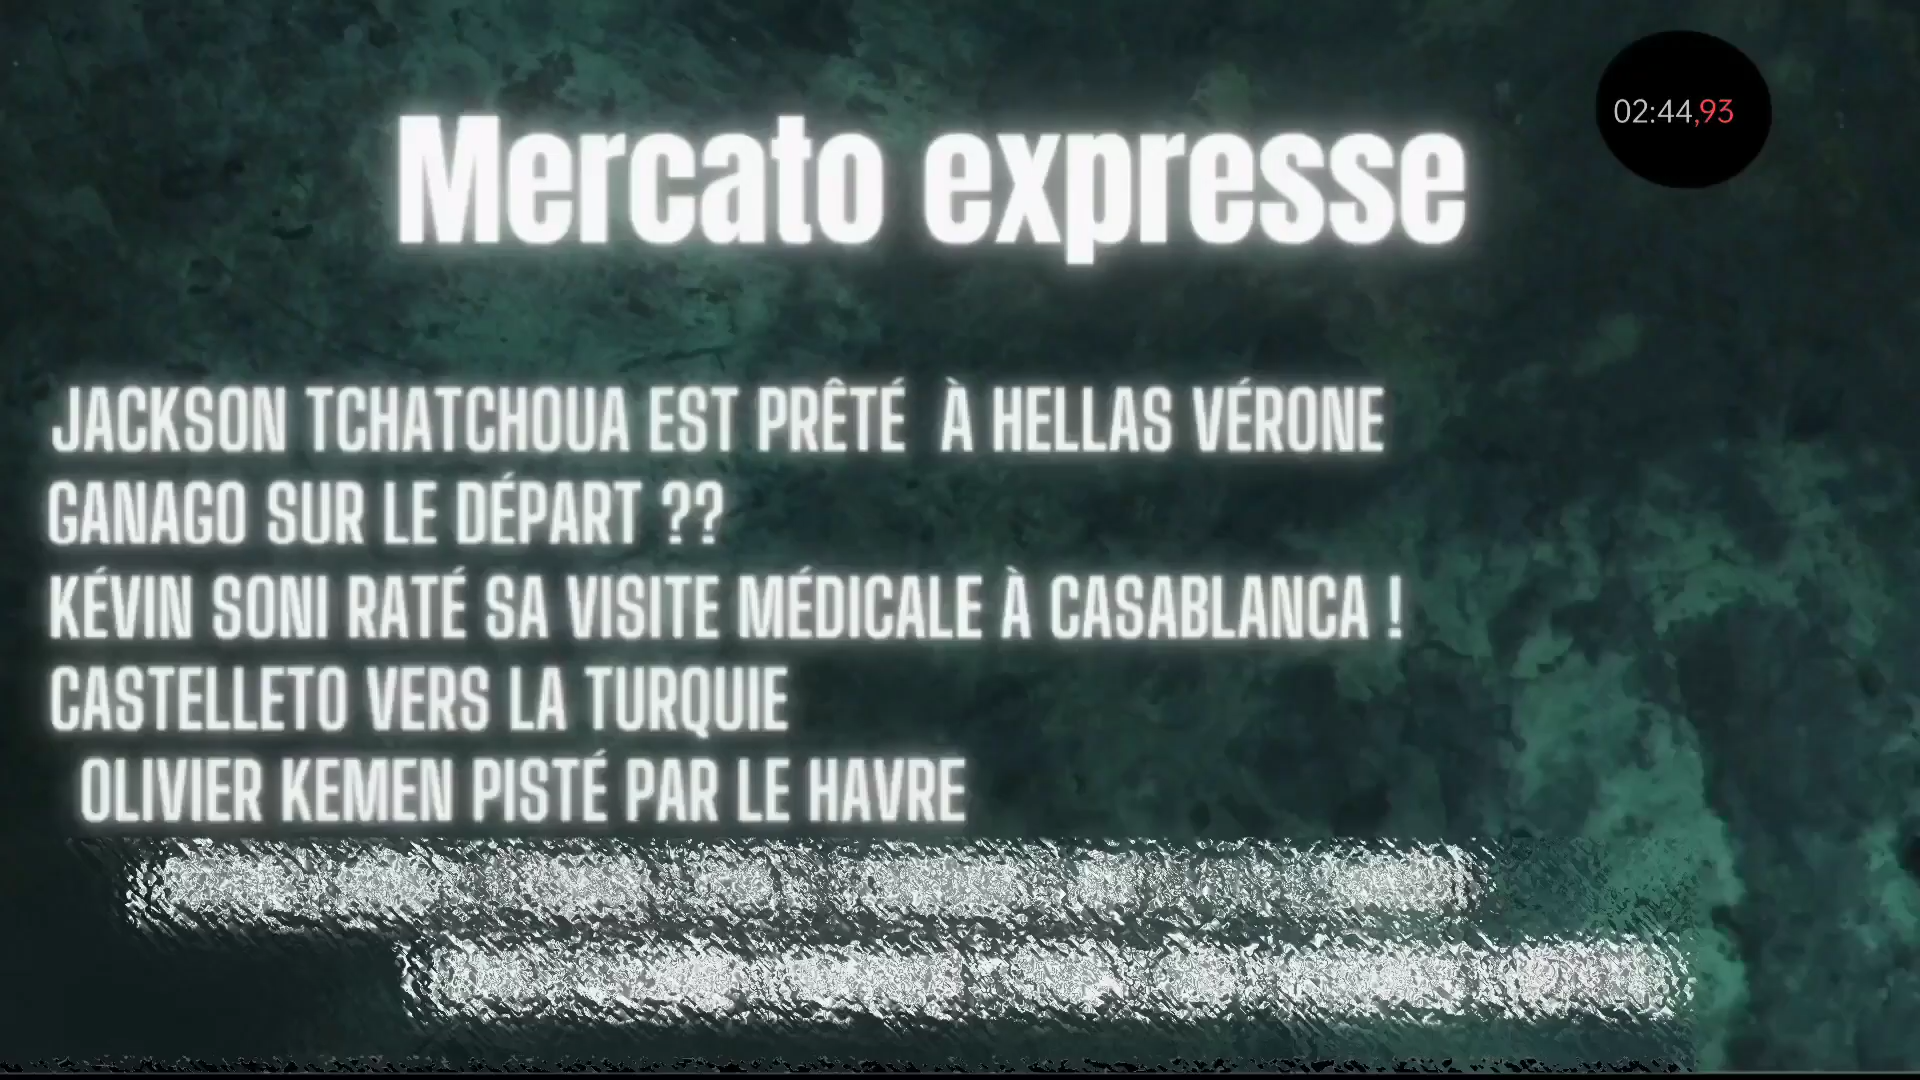 02:44,93
Mercato expresse
JACKSON TCHATCHOUA EST PRÊTÉ À HELLAS VÉRONE
GANAGO SUR LE DÉPART ??
KÉVIN SONI RATÉ SA VISITE MÉDICALE À CASABLANCA !
CASTELLETO VERS LA TURQUIE
OLIVIER KEMEN PISTÉ PAR LE HAVRE